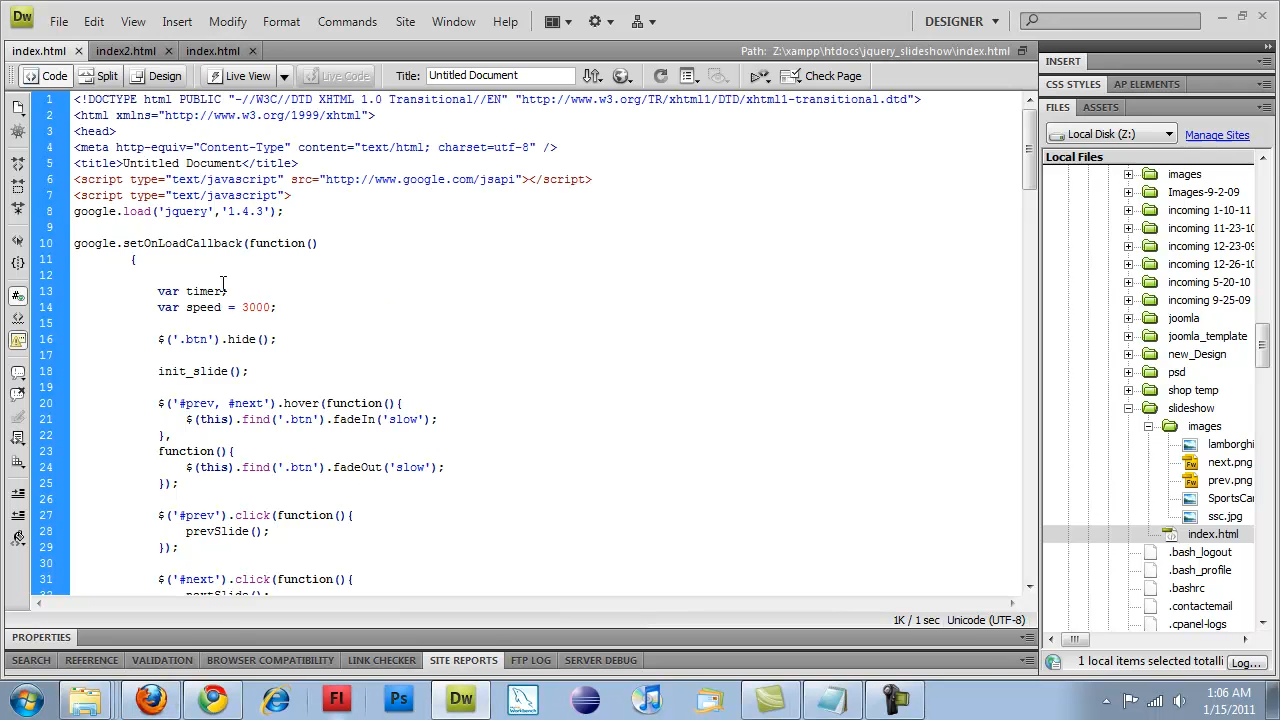 Dw File Edit View Insert Modify Format Commands Site Window Help DESIGNER
index.html index2.html index.html Path: Z:\xampp\htdocs\jquery_slideshow\index.html
Code Split Design Live View Live Code Title: Untitled Document Check Page
1 <!DOCTYPE html PUBLIC "-//W3C//DTD XHTML 1.0 Transitional//EN" "http://www.w3.org/TR/xhtml1/DTD/xhtml1-transitional.dtd">
2 <html xmlns="http://www.w3.org/1999/xhtml">
3 <head>
4 <meta http-equiv="Content-Type" content="text/html; charset=utf-8" />
5 <title>Untitled Document</title>
6 <script type="text/javascript" src="http://www.google.com/jsapi"></script>
7 <script type="text/javascript">
8 google.load('jquery','1.4.3');
9
10 google.setOnLoadCallback(function()
11 {
12
13 var timer;
14 var speed = 3000;
15
16 $('.btn').hide();
17
18 init_slide();
19
20 $('#prev, #next').hover(function(){
21 $(this).find('.btn').fadeIn('slow');
22 },
23 function(){
24 $(this).find('.btn').fadeOut('slow');
25 });
26
27 $('#prev').click(function(){
28 prevSlide();
29 });
30
31 $('#next').click(function(){
nextSlide();
1K / 1 sec Unicode (UTF-8)
PROPERTIES
SEARCH REFERENCE VALIDATION BROWSER COMPATIBILITY LINK CHECKER SITE REPORTS FTP LOG SERVER DEBUG
INSERT
CSS STYLES AP ELEMENTS
FILES ASSETS
Local Disk (Z:) Manage Sites
Local Files
images
Images-9-2-09
incoming 1-10-11
incoming 11-23-10
incoming 12-23-09
incoming 12-26-10
incoming 5-20-10
incoming 9-25-09
joomla
joomla_template
new_Design
psd
shop temp
slideshow
images
lamborghi
next.png
prev.png
SportsCar
ssc.jpg
index.html
.bash_logout
.bash_profile
.bashrc
.contactemail
.cpanel-logs
1 local items selected totalli Log...
Fl Ps Dw Workbench
1:06 AM
1/15/2011